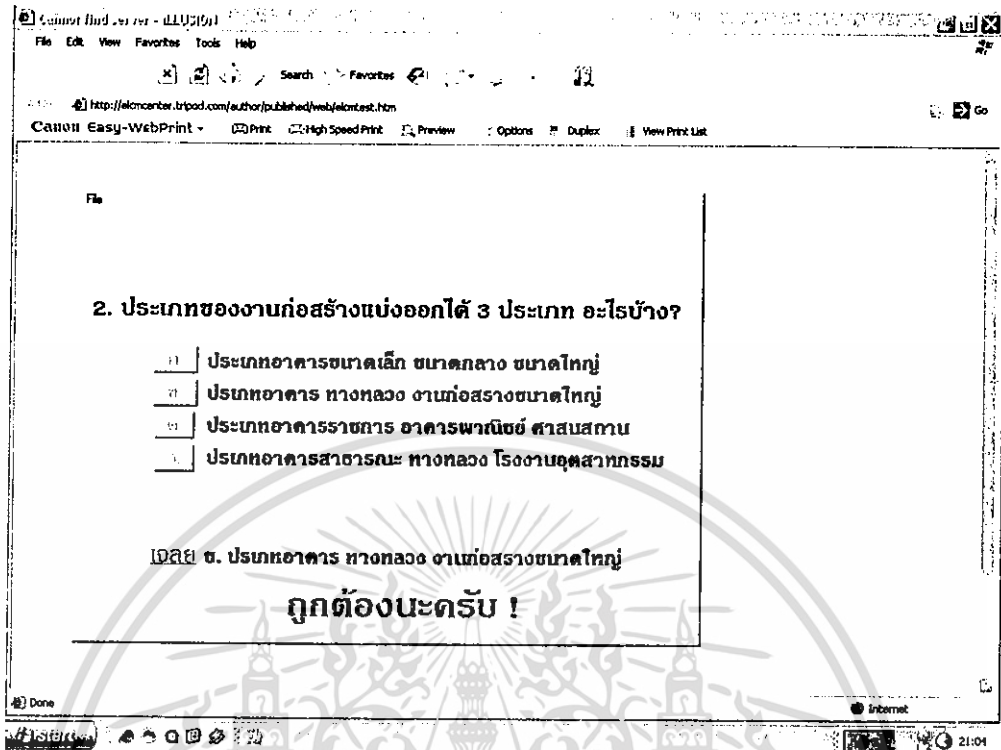 Cannot find server - ILLUSION
File Edit View Favorites Tools Help
Search Favorites
http://elcmcenter.tripod.com/author/published/web/elcmtest.htm
Go
Canon Easy-WebPrint Print High Speed Print Preview Options Duplex View Print List
File
2. ประเภทของงานก่อสร้างแบ่งออกได้ 3 ประเภท อะไรบ้าง?
ก ประเภทอาคารขนาดเล็ก ขนาดกลาง ขนาดใหญ่
ข ปรเภทอาคาร ทางหลวง งานก่อสรางขนาดใหญ่
ค ประเภทอาคารราชการ อาคารพาณิชย์ ศาสนสถาน
ง ปรเภทอาคารสาธารณะ ทางหลวง โรงงานอุตสาหกรรม
เฉลย ข. ปรเภทอาคาร ทางหลวง งานก่อสรางขนาดใหญ่
ถูกต้องนะครับ !
Done
Internet
start
21:04